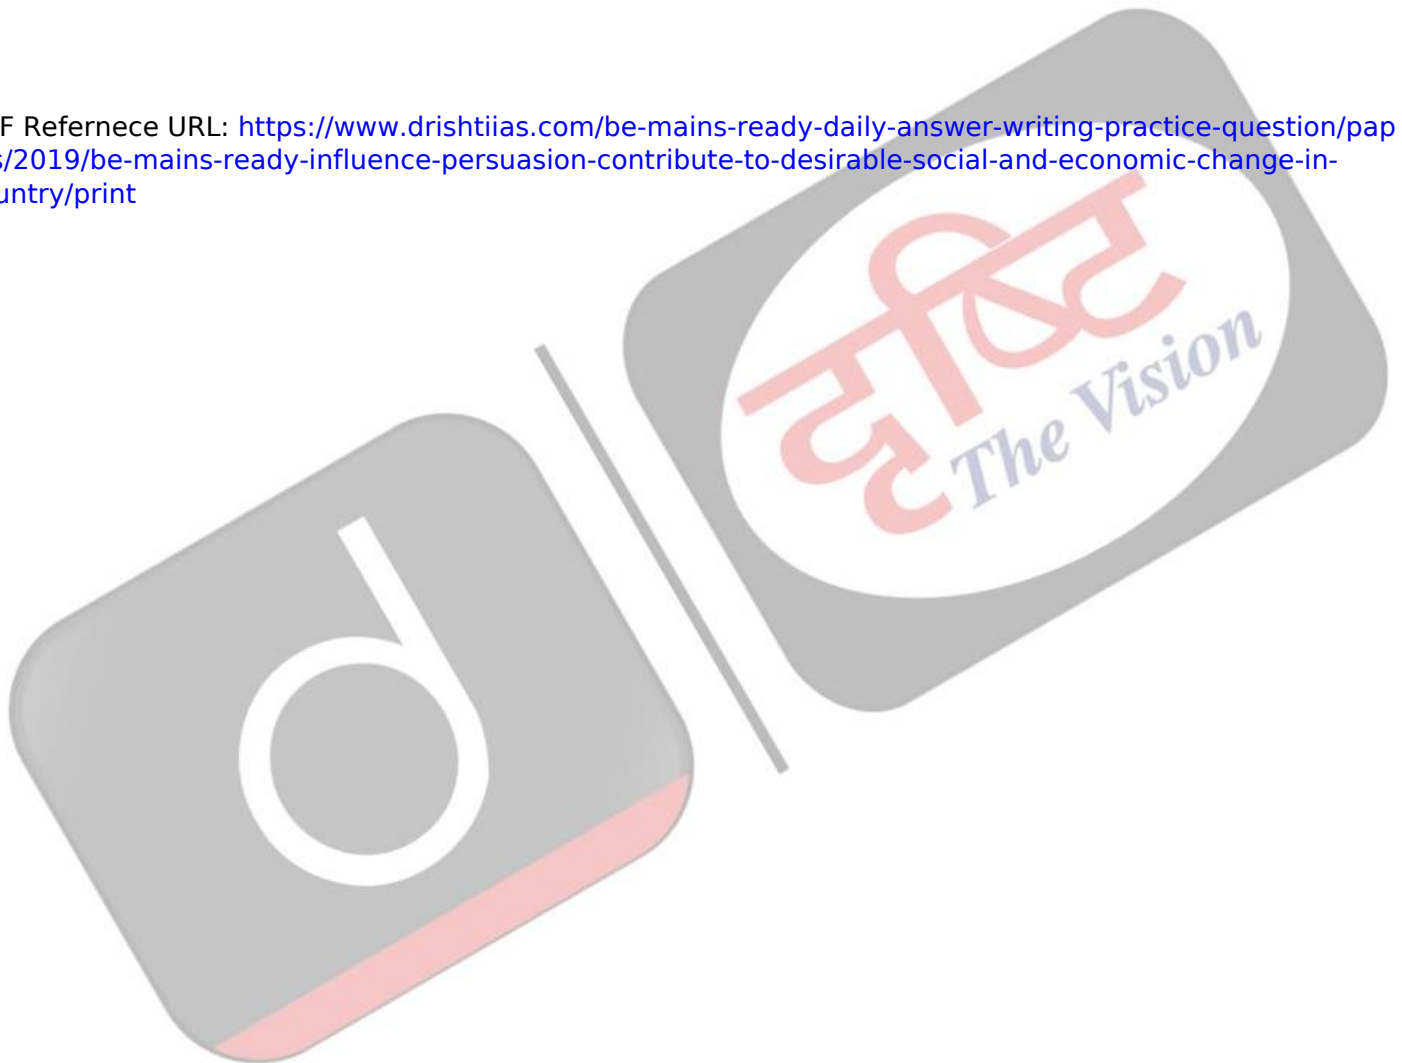 F Refernece URL: https://www.drishtiias.com/be-mains-ready-daily-answer-writing-practice-question/pap
s/2019/be-mains-ready-influence-persuasion-contribute-to-desirable-social-and-economic-change-in-
untry/print
दृष्टि
The Vision
d